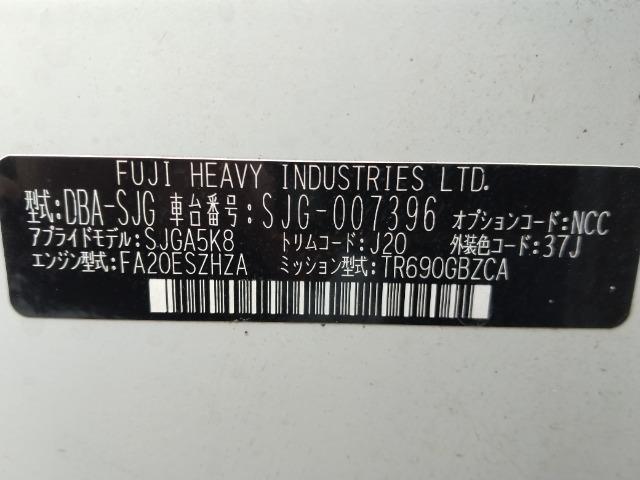 FUJI HEAVY INDUSTRIES LTD.
型式:DBA-SJG 車台番号:SJG-007396 オプションコード:NCC
アプライドモデル:SJGA5K8 トリムコード:J20 外装色コード:37J
エンジン型式:FA20ESZHZA ミッション型式:TR690GBZCA